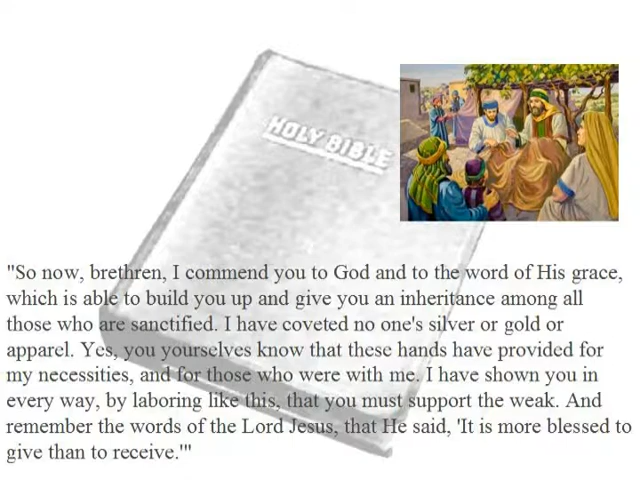 HOLY BIBLE
"So now, brethren, I commend you to God and to the word of His grace,
which is able to build you up and give you an inheritance among all
those who are sanctified. I have coveted no one's silver or gold or
apparel. Yes, you yourselves know that these hands have provided for
my necessities, and for those who were with me. I have shown you in
every way, by laboring like this, that you must support the weak. And
remember the words of the Lord Jesus, that He said, 'It is more blessed to
give than to receive.'"